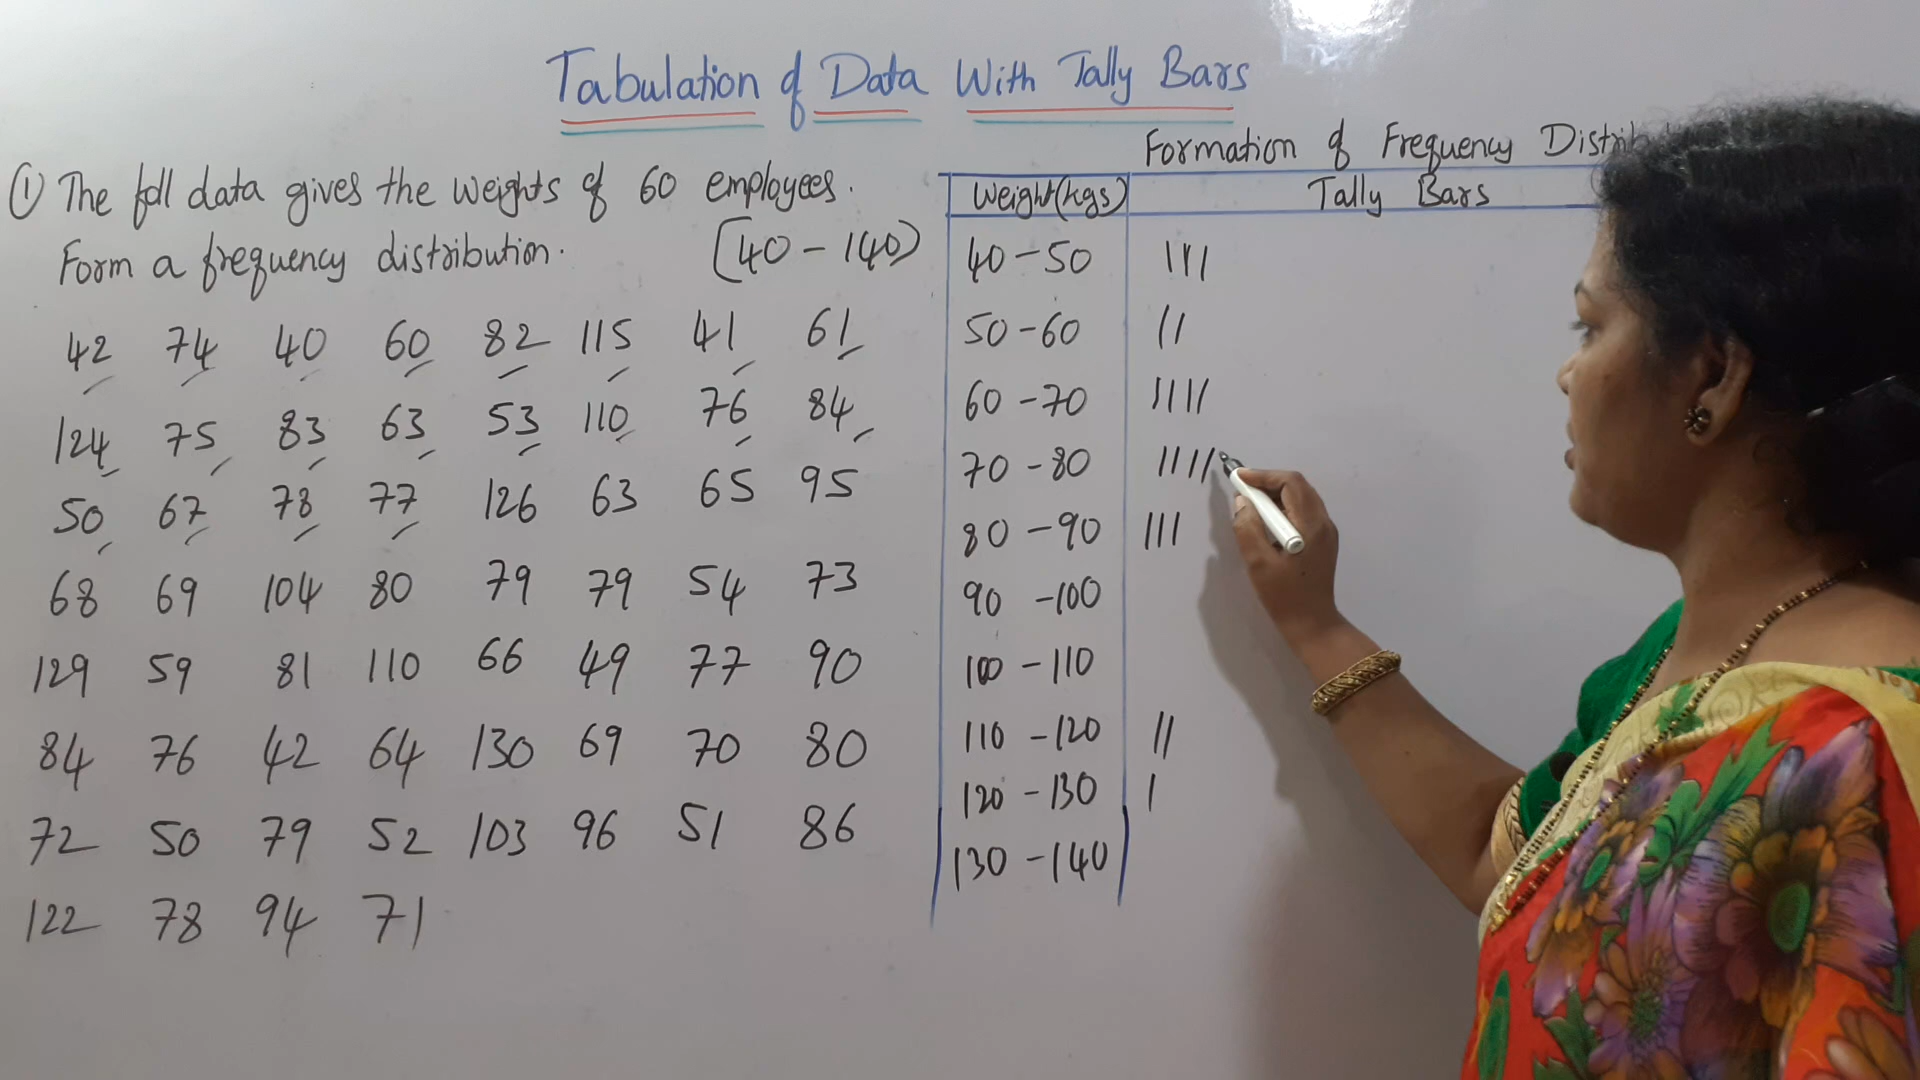 Tabulation of Data With Tally Bars
① The foll data gives the weights of 60 employees.
Form a frequency distribution. (40 - 140)
42 74 40 60 82 115 41 61
124 75 83 63 53 110 76 84
50 67 78 77 126 63 65 95
68 69 104 80 79 79 54 73
129 59 81 110 66 49 77 90
84 76 42 64 130 69 70 80
72 50 79 52 103 96 51 86
122 78 94 71
Formation of Frequency
Weight(kgs) Tally Bars
40 - 50 |||
50 - 60 ||
60 - 70 ||||
70 - 80 ||||
80 - 90 |||
90 - 100
100 - 110
110 - 120 ||
120 - 130 |
130 - 140